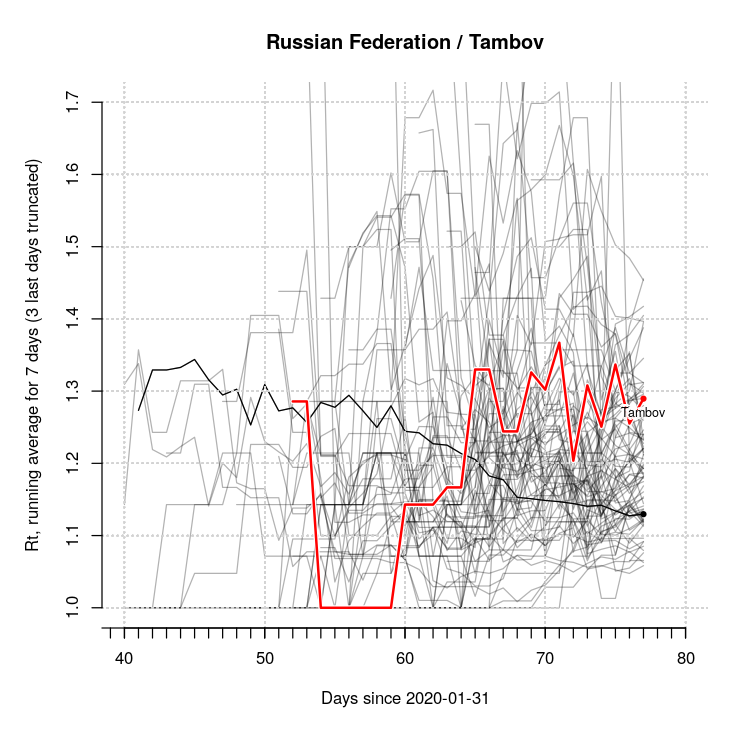 Russian Federation / Tambov
Rt, running average for 7 days (3 last days truncated)
1.7
1.6
1.5
1.4
1.3
1.2
1.1
1.0
Tambov
40 50 60 70 80
Days since 2020-01-31